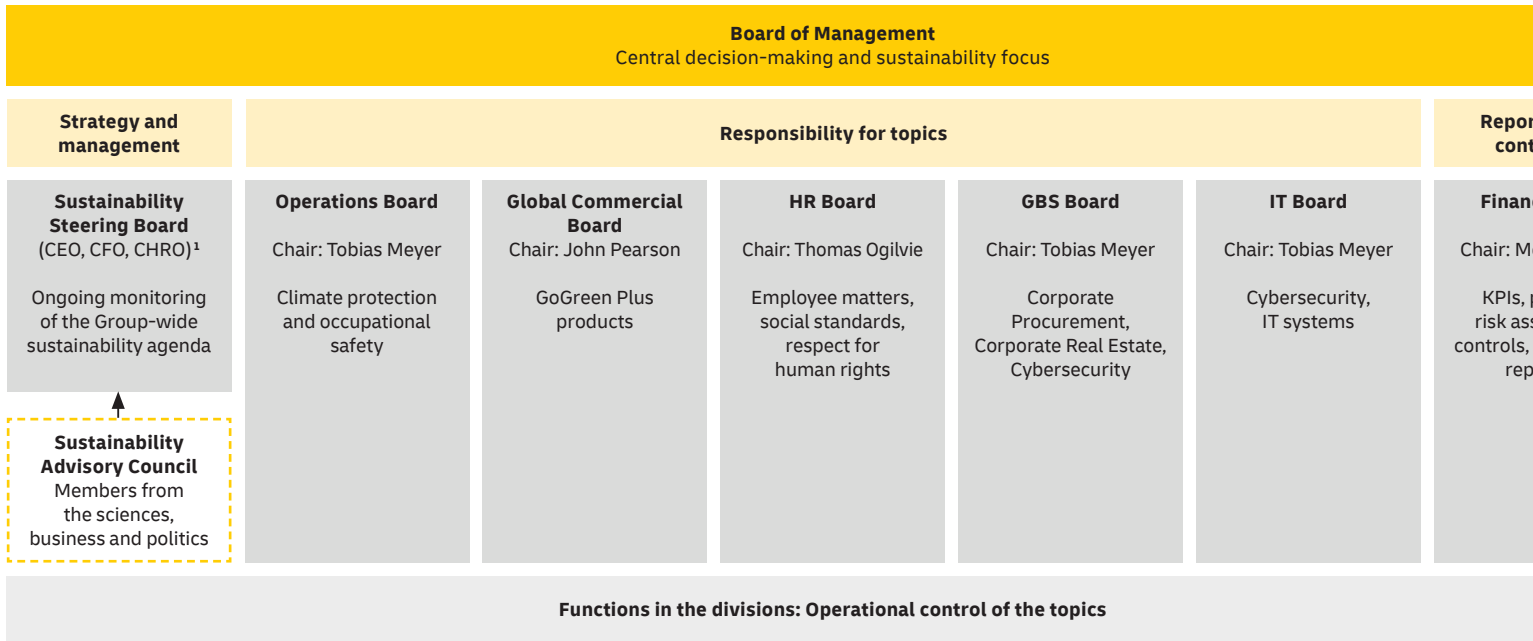 Board of Management
Central decision-making and sustainability focus
Strategy and
management
Responsibility for topics
Sustainability
Steering Board
(CEO, CFO, CHRO)¹
Ongoing monitoring
of the Group-wide
sustainability agenda
Sustainability
Advisory Council
Members from
the sciences,
business and politics
Operations Board
Chair: Tobias Meyer
Climate protection
and occupational
safety
Global Commercial
Board
Chair: John Pearson
GoGreen Plus
products
HR Board
Chair: Thomas Ogilvie
Employee matters,
social standards,
respect for
human rights
GBS Board
Chair: Tobias Meyer
Corporate
Procurement,
Corporate Real Estate,
Cybersecurity
IT Board
Chair: Tobias Meyer
Cybersecurity,
IT systems
Chair:
KPIs,
risk
controls,
Functions in the divisions: Operational control of the topics